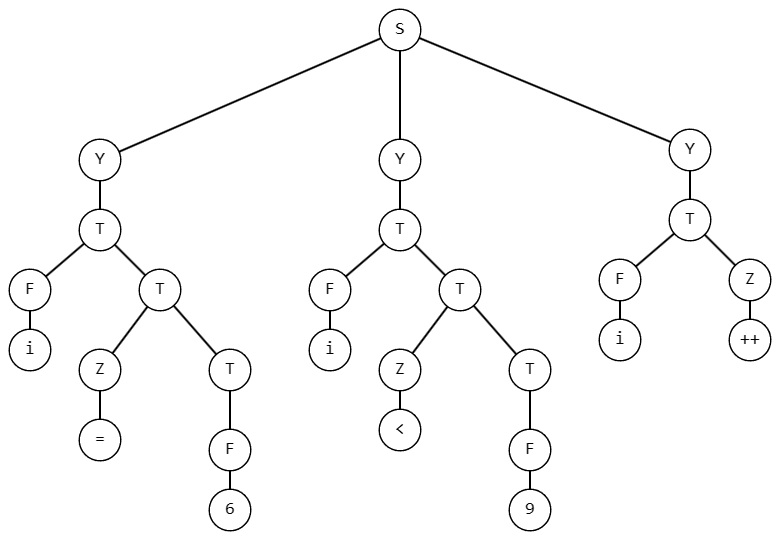 S
Y Y Y
T T T
F T F T F Z
i i i ++
Z T Z T
= <
F F
6 9